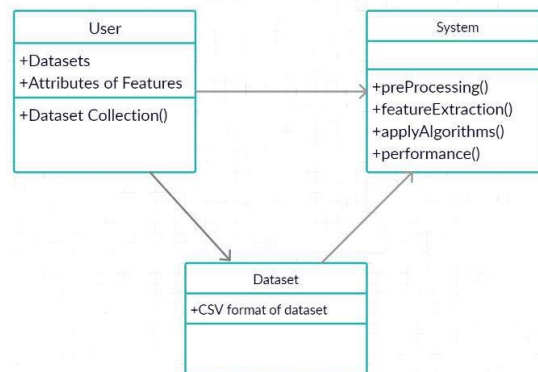 User
+Datasets
+Attributes of Features
+Dataset Collection()
System
+preProcessing()
+featureExtraction()
+applyAlgorithms()
+performance()
Dataset
+CSV format of dataset